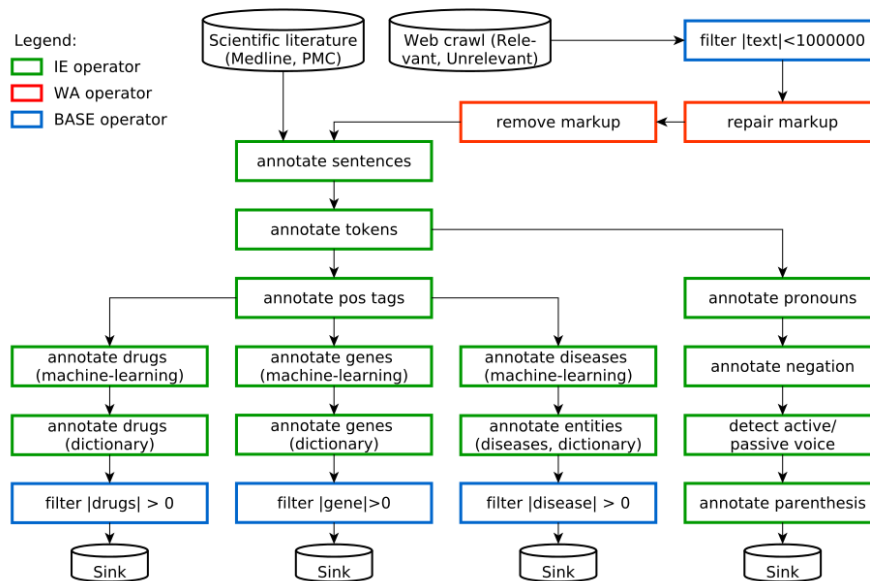 Legend:
IE operator
WA operator
BASE operator
Scientific literature
(Medline, PMC)
Web crawl (Rele-
vant, Unrelevant)
filter |text|<1000000
remove markup
repair markup
annotate sentences
annotate tokens
annotate pos tags
annotate pronouns
annotate drugs
(machine-learning)
annotate genes
(machine-learning)
annotate diseases
(machine-learning)
annotate negation
annotate drugs
(dictionary)
annotate genes
(dictionary)
annotate entities
(diseases, dictionary)
detect active/
passive voice
filter |drugs| > 0
filter |gene|>0
filter |disease| > 0
annotate parenthesis
Sink
Sink
Sink
Sink